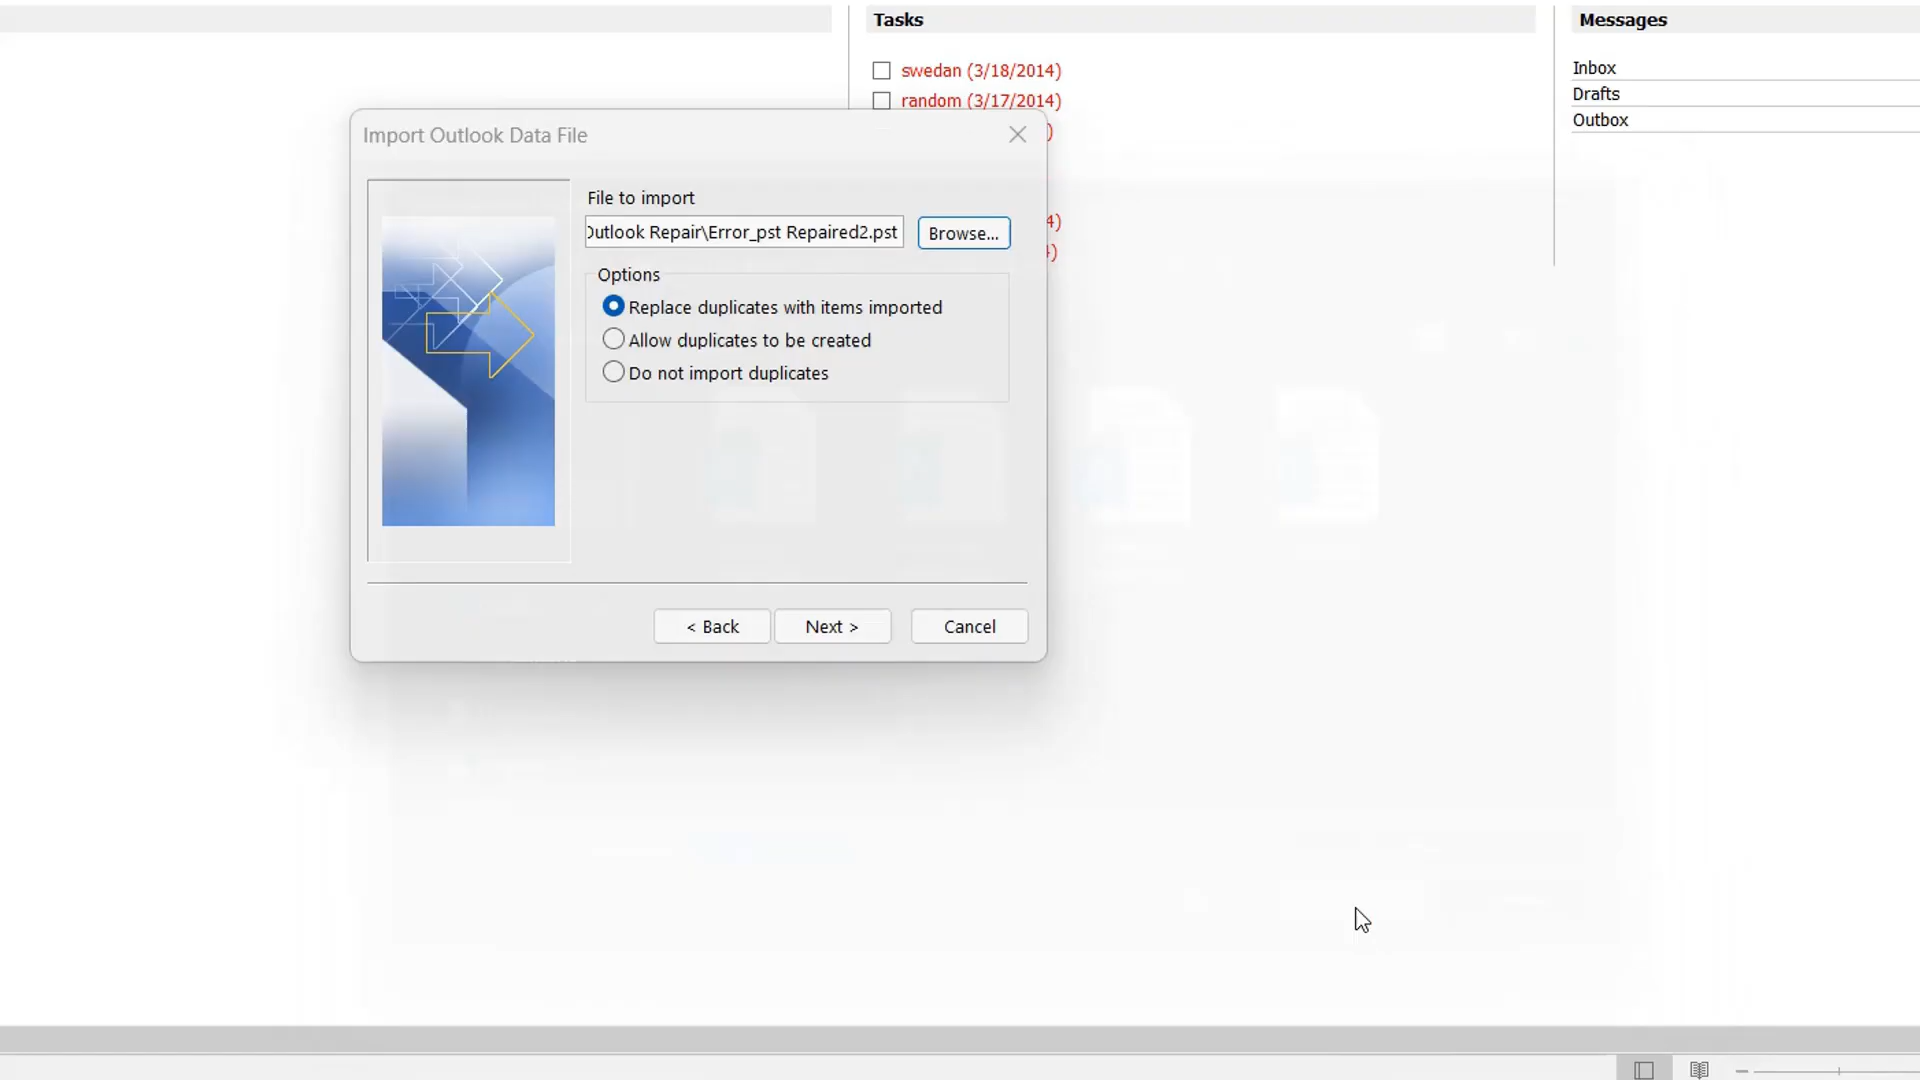 Tasks
Messages
swedan (3/18/2014)
random (3/17/2014)
Inbox
Drafts
Outbox
Import Outlook Data File
File to import
Outlook Repair\Error_pst Repaired2.pst
Browse...
Options
Replace duplicates with items imported
Allow duplicates to be created
Do not import duplicates
< Back
Next >
Cancel
)
4)
)